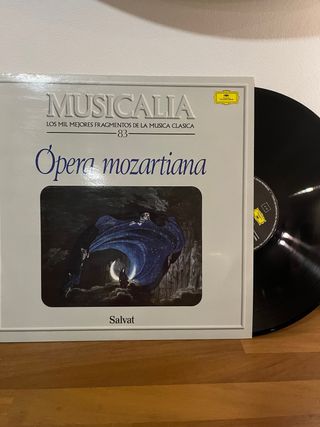 MUSICALIA
LOS MIL MEJORES FRAGMENTOS DE LA MUSICA CLASICA
83
Ópera mozartiana
Salvat